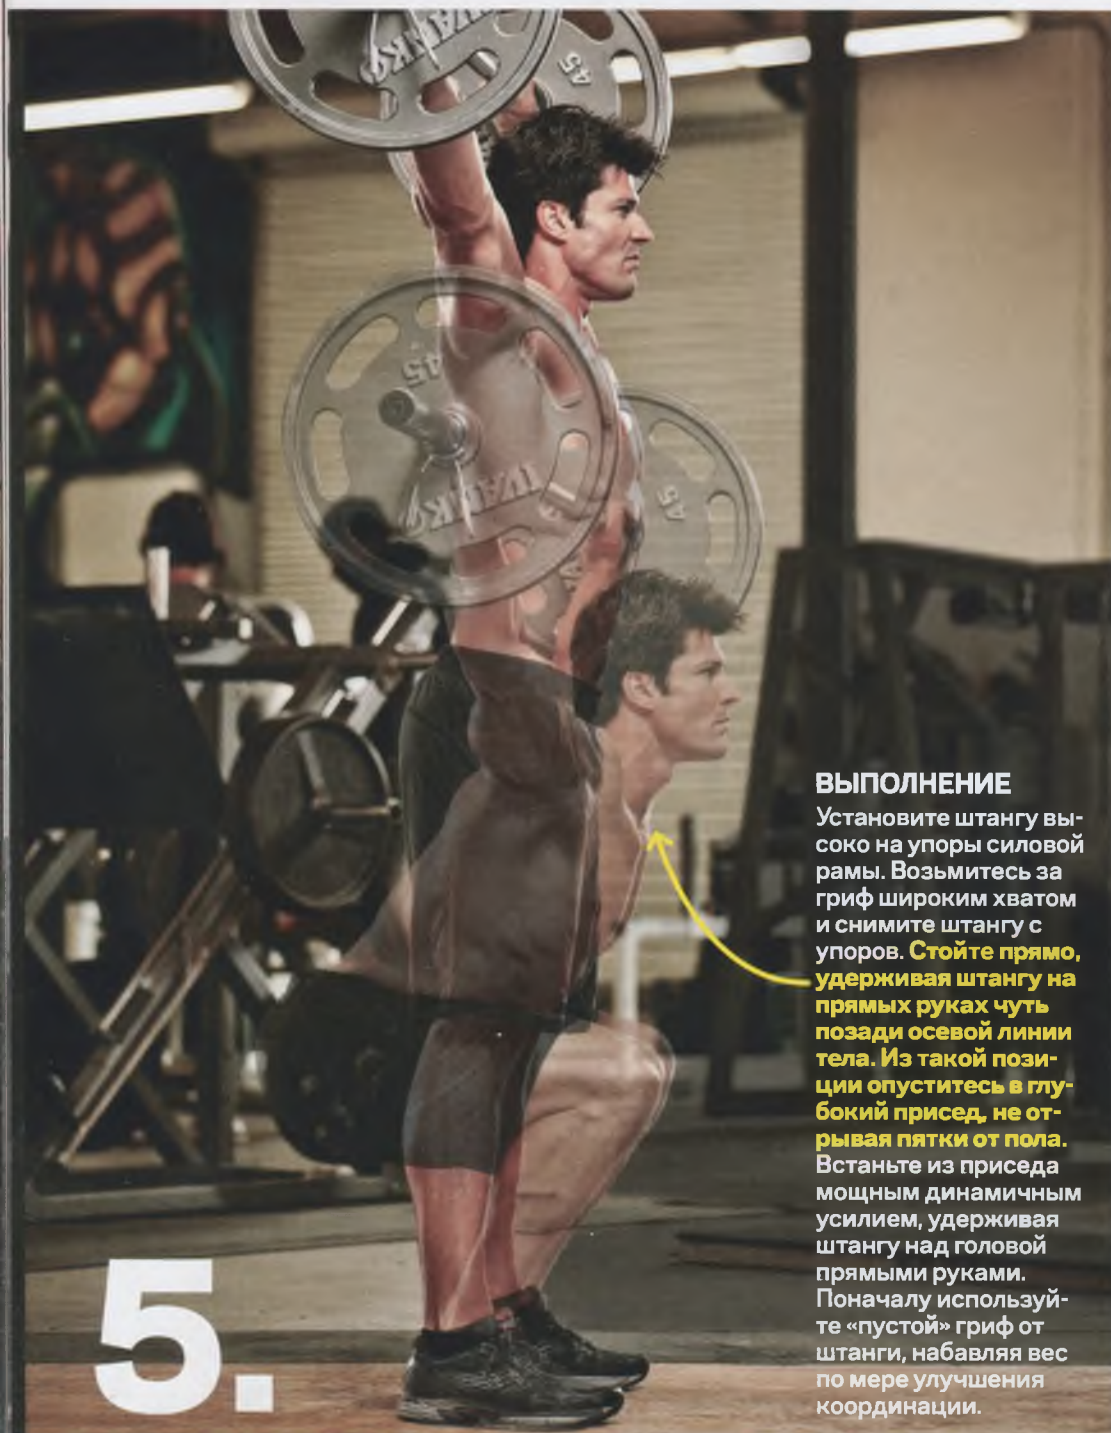 45
45
IVANKO
45
ВЫПОЛНЕНИЕ
Установите штангу вы-
соко на упоры силовой
рамы. Возьмитесь за
гриф широким хватом
и снимите штангу с
упоров. Стойте прямо,
удерживая штангу на
прямых руках чуть
позади осевой линии
тела. Из такой пози-
ции опуститесь в глу-
бокий присед, не от-
рывая пятки от пола.
Встаньте из приседа
мощным динамичным
усилием, удерживая
штангу над головой
прямыми руками.
Поначалу используй-
те «пустой» гриф от
штанги, набавляя вес
по мере улучшения
координации.
5.